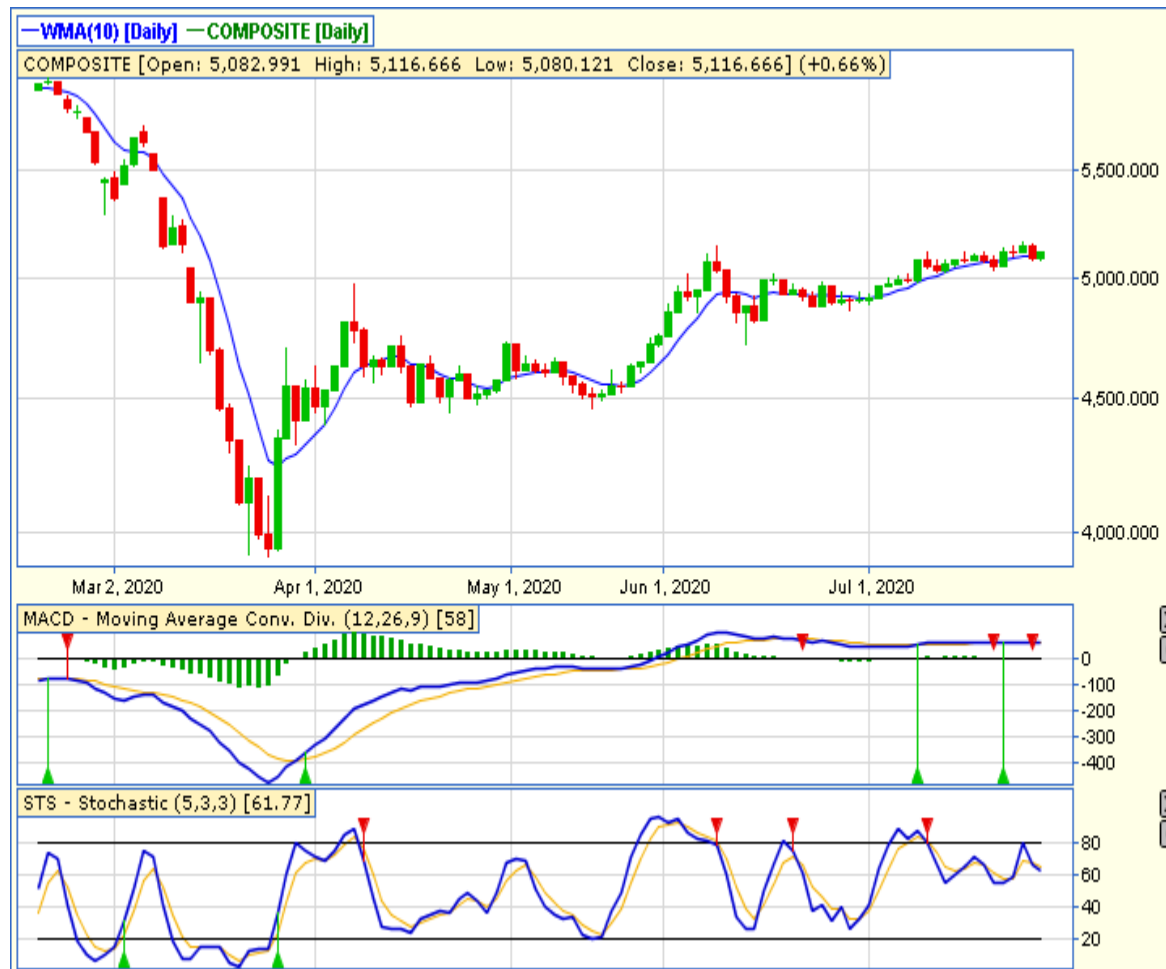 WMA(10) [Daily] COMPOSITE [Daily]
COMPOSITE [Open: 5,082.991 High: 5,116.666 Low: 5,080.121 Close: 5,116.666] (+0.66%)
5,500.000
5,000.000
4,500.000
4,000.000
Mar 2, 2020 Apr 1, 2020 May 1, 2020 Jun 1, 2020 Jul 1, 2020
MACD - Moving Average Conv. Div. (12,26,9) [58]
0
-100
-200
-300
-400
STS - Stochastic (5,3,3) [61.77]
80
60
40
20